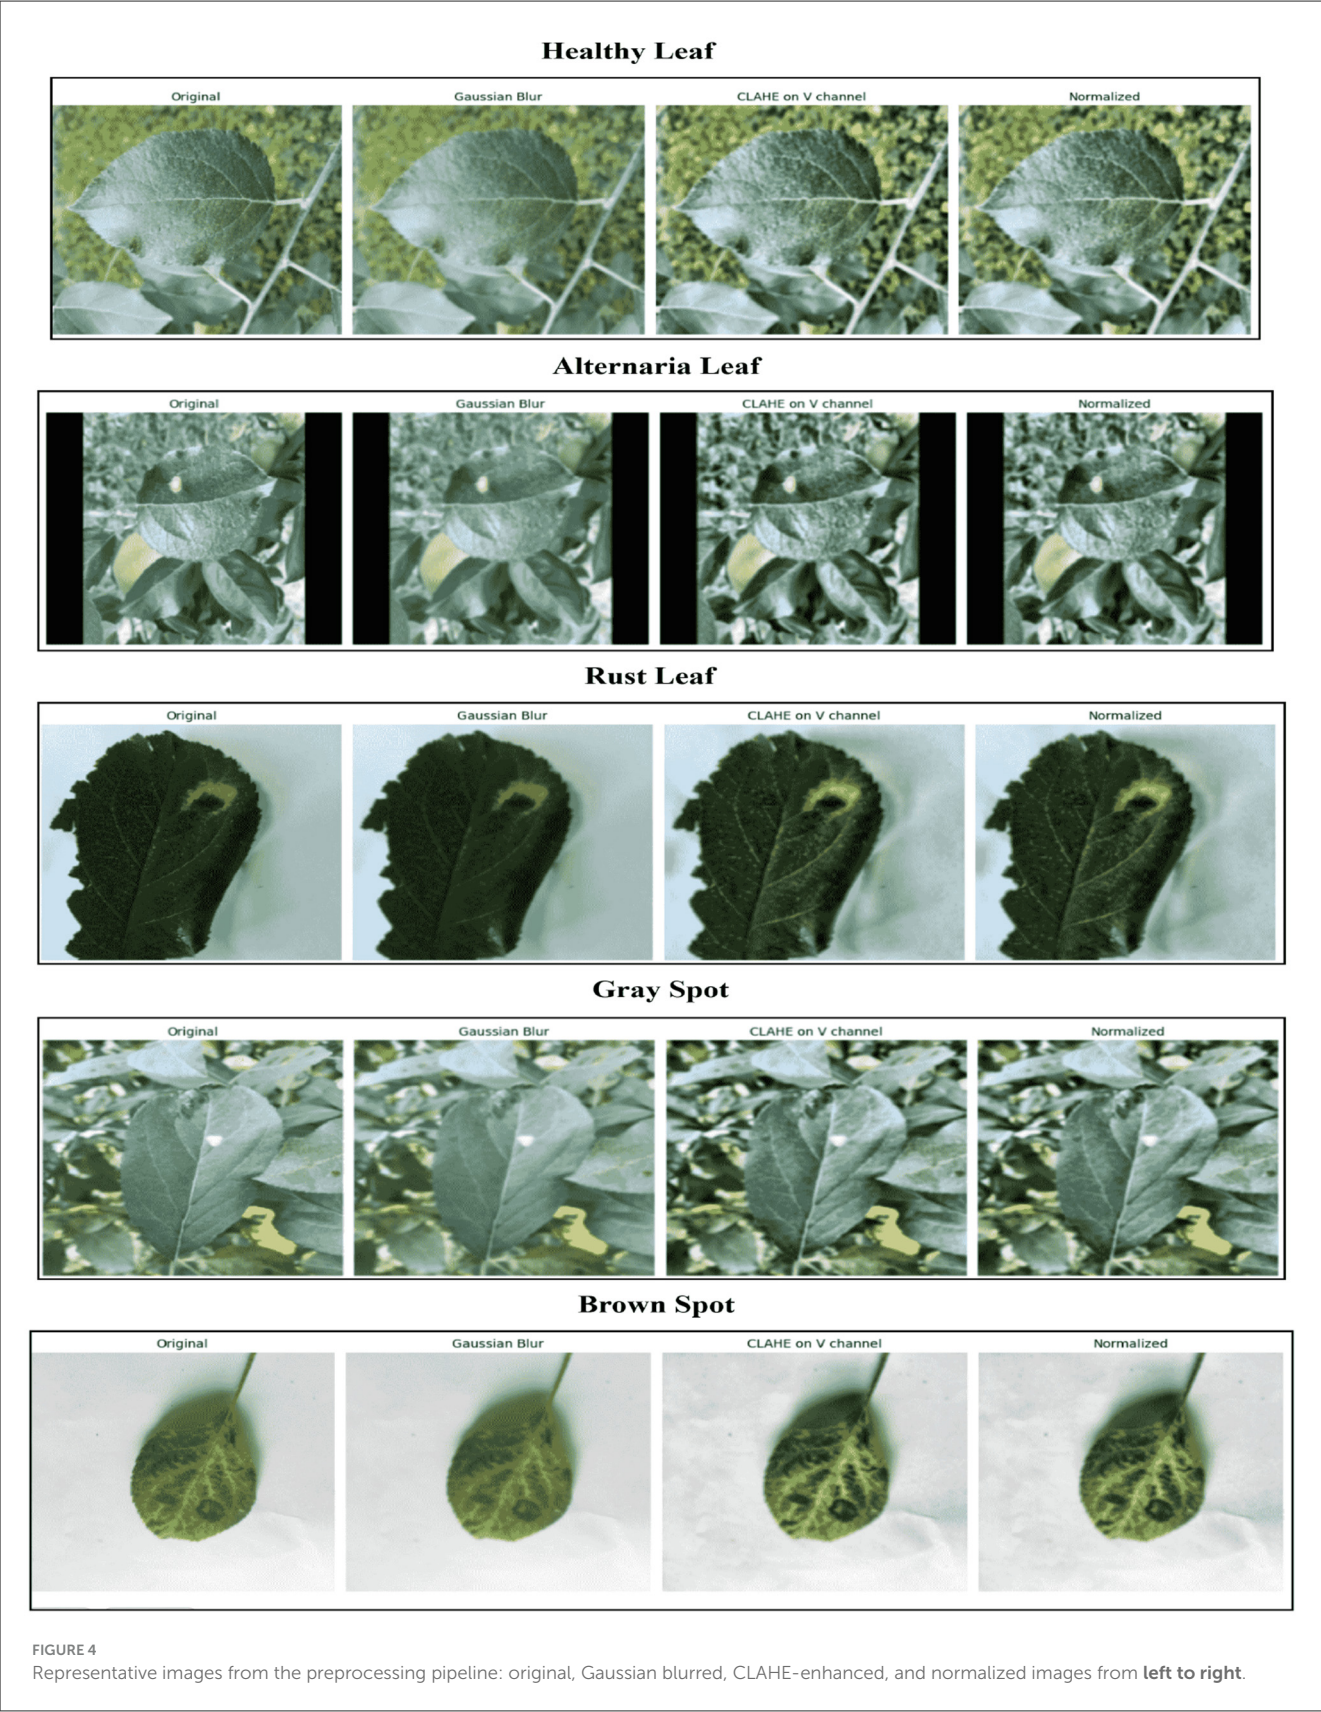 Healthy Leaf
Original Gaussian Blur CLAHE on V channel Normalized
Alternaria Leaf
Original Gaussian Blur CLAHE on V channel Normalized
Rust Leaf
Original Gaussian Blur CLAHE on V channel Normalized
Gray Spot
Original Gaussian Blur CLAHE on V channel Normalized
Brown Spot
Original Gaussian Blur CLAHE on V channel Normalized
FIGURE 4
Representative images from the preprocessing pipeline: original, Gaussian blurred, CLAHE-enhanced, and normalized images from left to right.